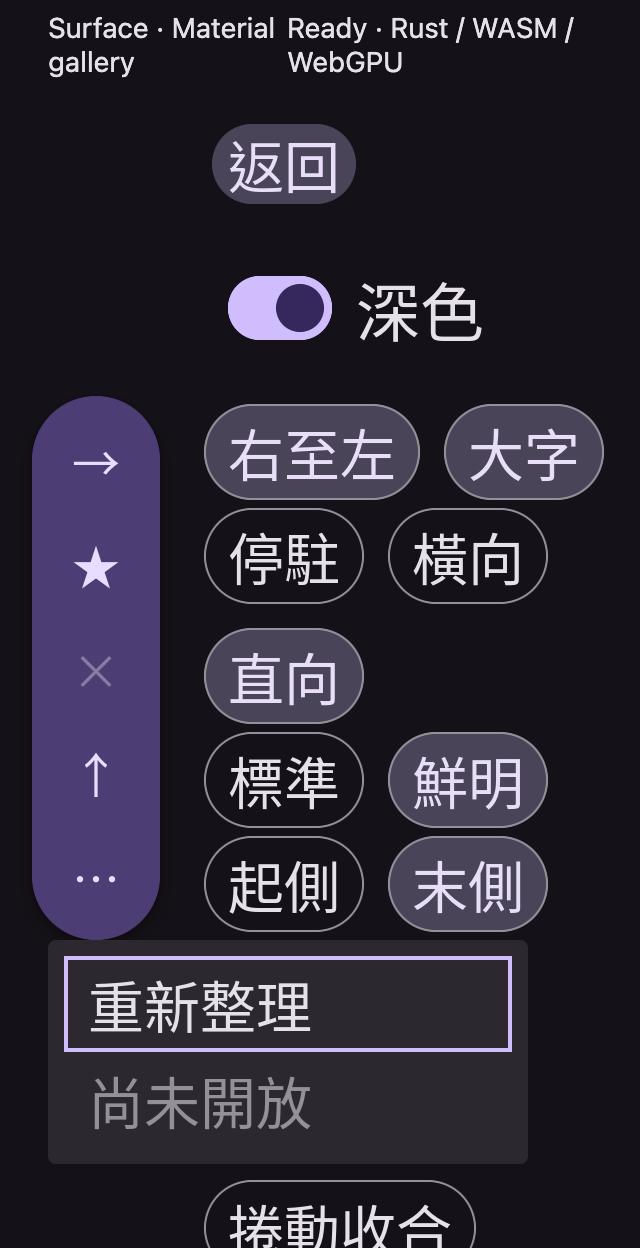 Surface · Material gallery
Ready · Rust / WASM / WebGPU
返回
深色
右至左
大字
停駐
橫向
直向
標準
鮮明
起側
末側
重新整理
尚未開放
捲動收合